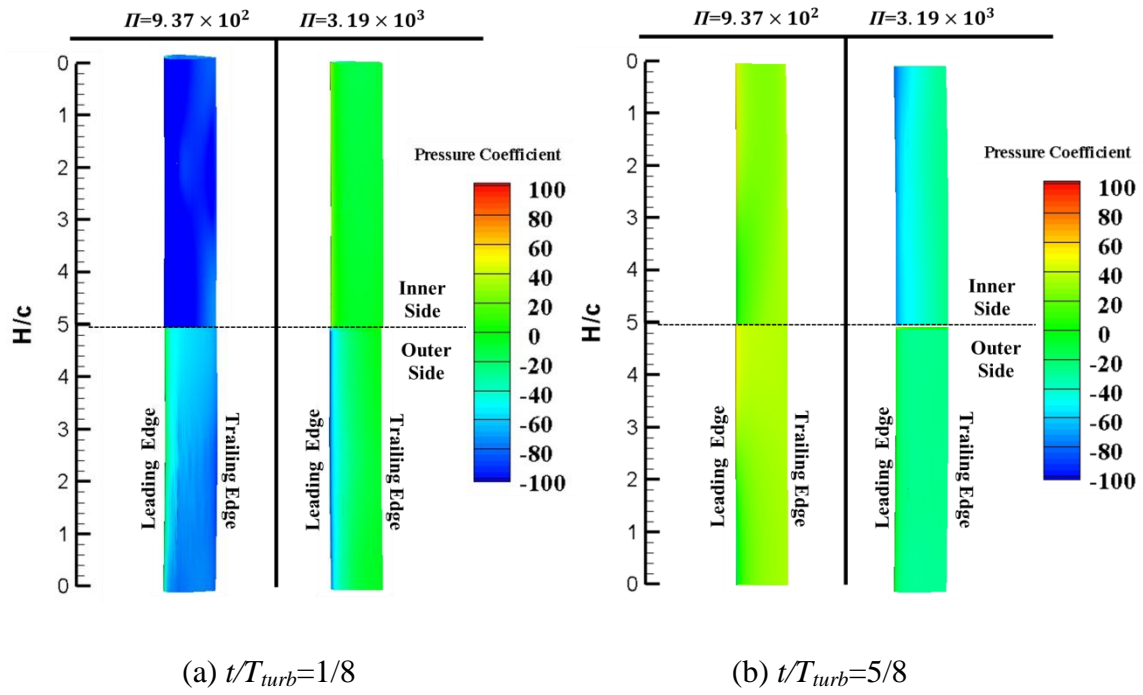 Π=9.37 × 10²
Π=3.19 × 10³
Π=9.37 × 10²
Π=3.19 × 10³
H/c
0
1
2
3
4
5
4
3
2
1
0
Inner
Side
Outer
Side
Leading Edge
Trailing Edge
Leading Edge
Trailing Edge
Pressure Coefficient
100
80
60
40
20
0
-20
-40
-60
-80
-100
H/c
0
1
2
3
4
5
4
3
2
1
0
Inner
Side
Outer
Side
Leading Edge
Trailing Edge
Leading Edge
Trailing Edge
Pressure Coefficient
100
80
60
40
20
0
-20
-40
-60
-80
-100
(a) t/T_turb=1/8
(b) t/T_turb=5/8